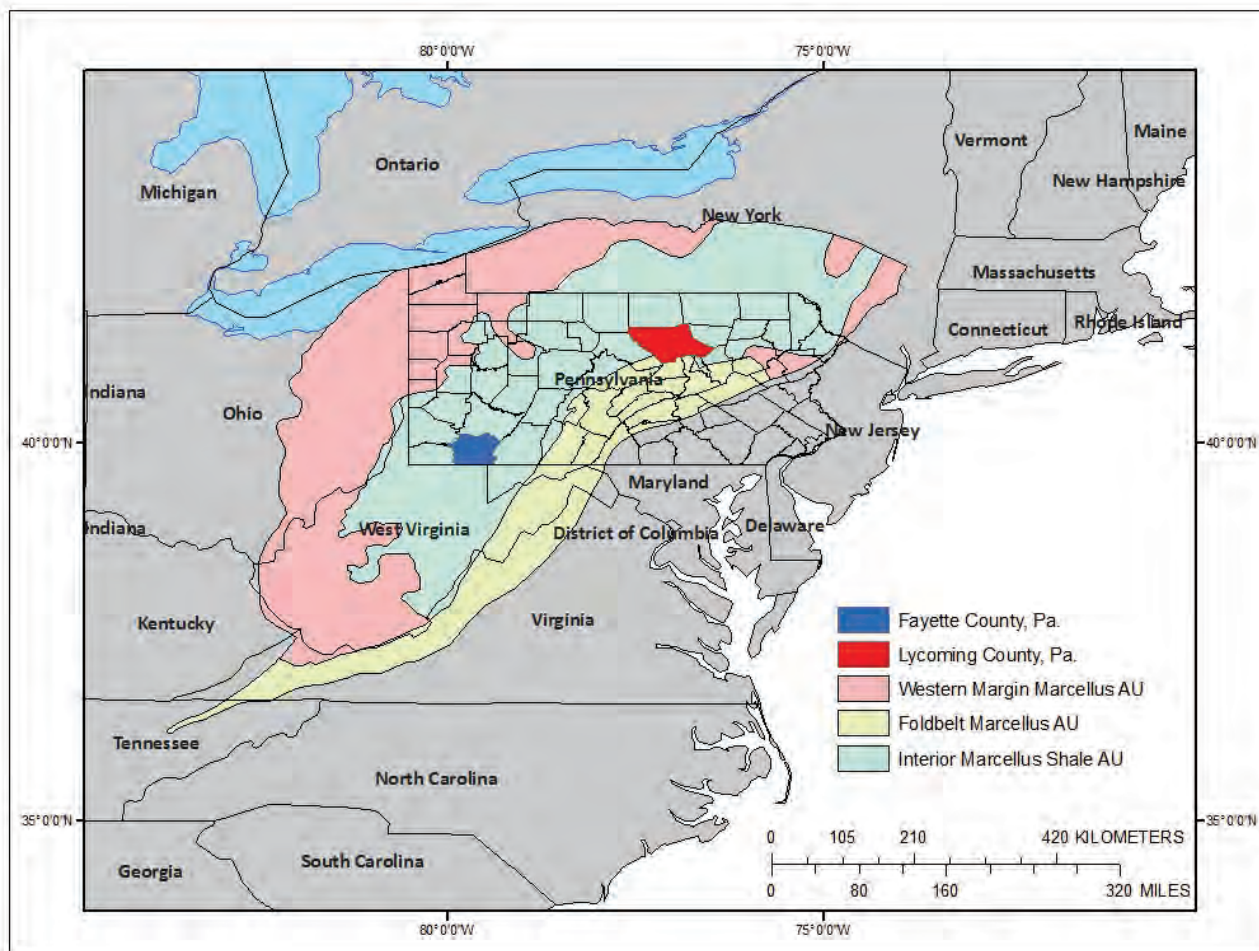 80°0'0"W 75°0'0"W
Maine
Vermont
Ontario
New Hampshire
Michigan
New York
Massachusetts
Rhode Island
Connecticut
Pennsylvania
Indiana
Ohio
New Jersey
40°0'0"N 40°0'0"N
Maryland
Delaware
Indiana
West Virginia
District of Columbia
Virginia
Kentucky
Fayette County, Pa.
Lycoming County, Pa.
Western Margin Marcellus AU
Foldbelt Marcellus AU
Interior Marcellus Shale AU
Tennessee
North Carolina
35°0'0"N 35°0'0"N
0 105 210 420 KILOMETERS
South Carolina
Georgia
0 80 160 320 MILES
80°0'0"W 75°0'0"W